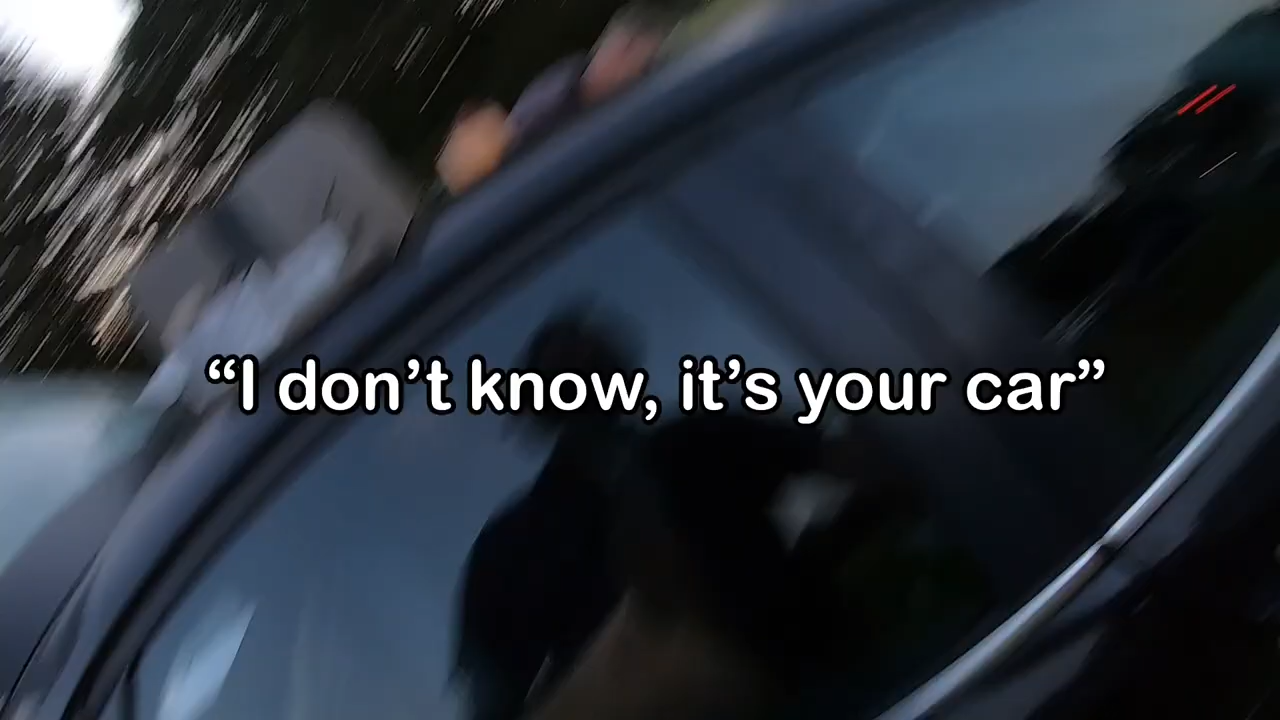 “I don’t know, it’s your car”